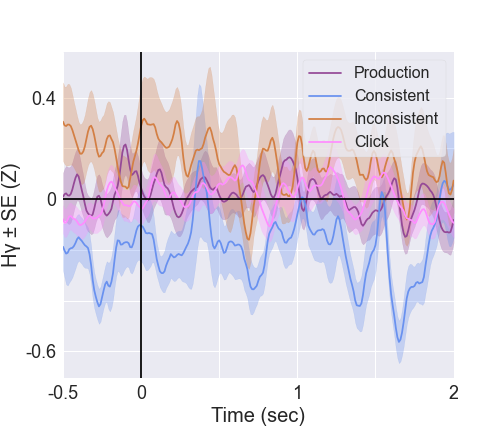 Production
Consistent
Inconsistent
Click
0.4
0
-0.6
Hγ ± SE (Z)
-0.5
0
1
2
Time (sec)